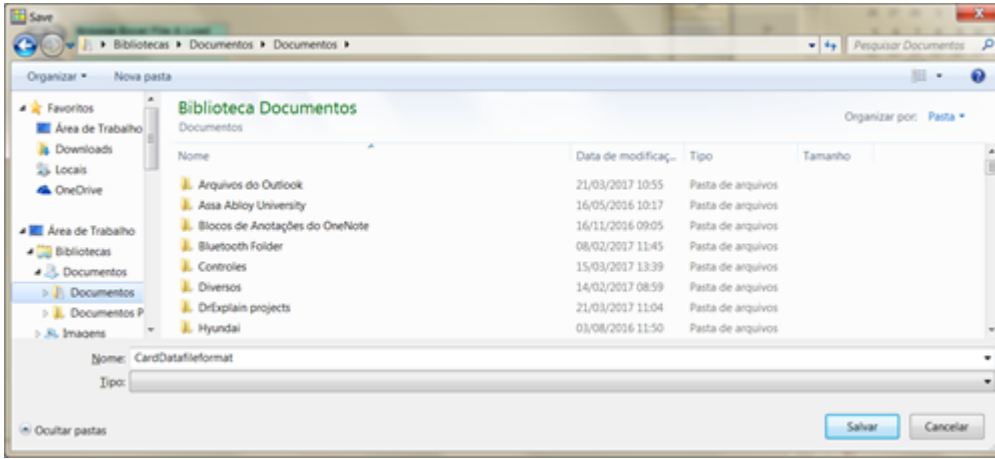 Save
Bibliotecas Documentos Documentos
Pesquisar Documentos
Organizar Nova pasta
Favoritos
Área de Trabalho
Downloads
Locais
OneDrive
Área de Trabalho
Bibliotecas
Documentos
Documentos
Documentos P
Imagens
Biblioteca Documentos
Documentos
Organizar por: Pasta
Nome Data de modificaç... Tipo Tamanho
Arquivos do Outlook 21/03/2017 10:55 Pasta de arquivos
Assa Abloy University 16/05/2016 10:17 Pasta de arquivos
Blocos de Anotações do OneNote 16/11/2016 09:05 Pasta de arquivos
Bluetooth Folder 08/02/2017 11:45 Pasta de arquivos
Controles 15/03/2017 13:39 Pasta de arquivos
Diversos 14/02/2017 08:59 Pasta de arquivos
DrExplain projects 21/03/2017 11:04 Pasta de arquivos
Hyundai 03/08/2016 11:50 Pasta de arquivos
Nome: CardDatafileformat
Tipo:
Ocultar pastas
Salvar Cancelar